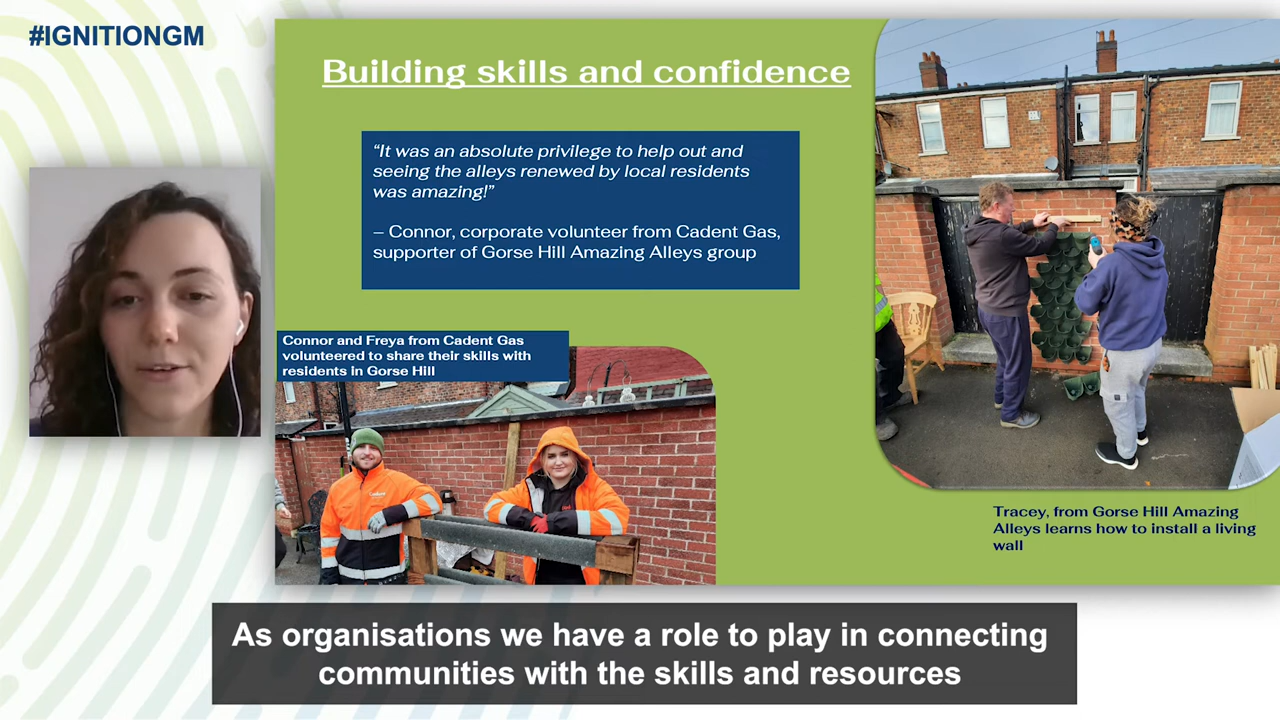 #IGNITIONGM
Building skills and confidence
“It was an absolute privilege to help out and
seeing the alleys renewed by local residents
was amazing!”
– Connor, corporate volunteer from Cadent Gas,
supporter of Gorse Hill Amazing Alleys group
Connor and Freya from Cadent Gas
volunteered to share their skills with
residents in Gorse Hill
Tracey, from Gorse Hill Amazing
Alleys learns how to install a living
wall
As organisations we have a role to play in connecting
communities with the skills and resources